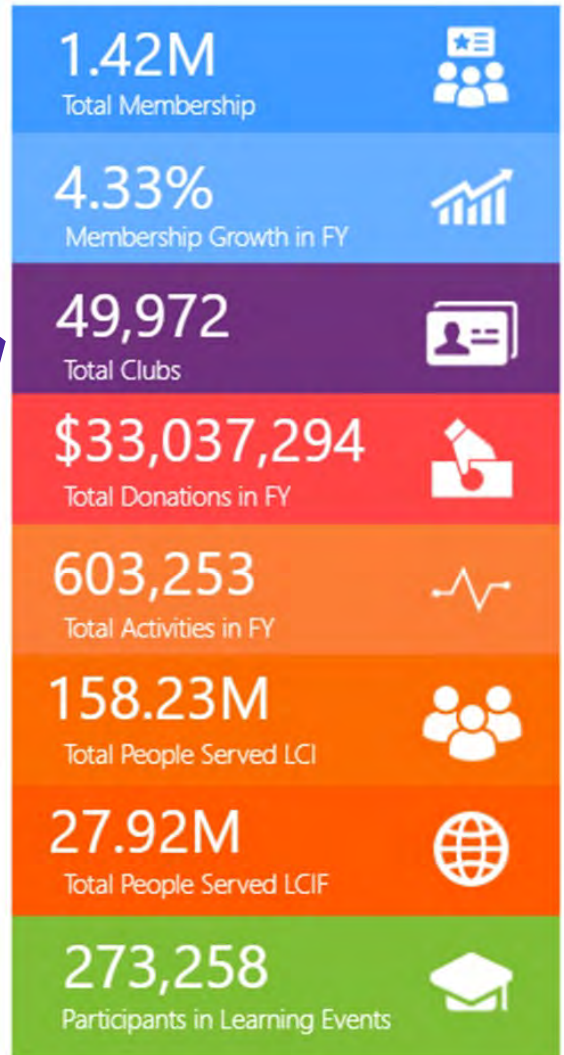 1.42M
Total Membership
4.33%
Membership Growth in FY
49,972
Total Clubs
$33,037,294
Total Donations in FY
603,253
Total Activities in FY
158.23M
Total People Served LCI
27.92M
Total People Served LCIF
273,258
Participants in Learning Events